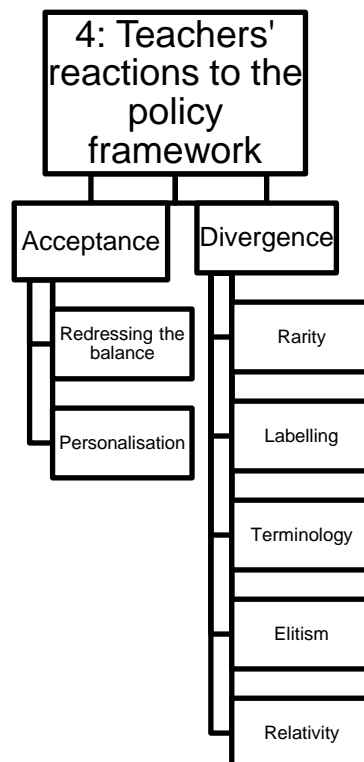 4: Teachers'
reactions to the
policy
framework
Acceptance
Divergence
Redressing the
balance
Personalisation
Rarity
Labelling
Terminology
Elitism
Relativity